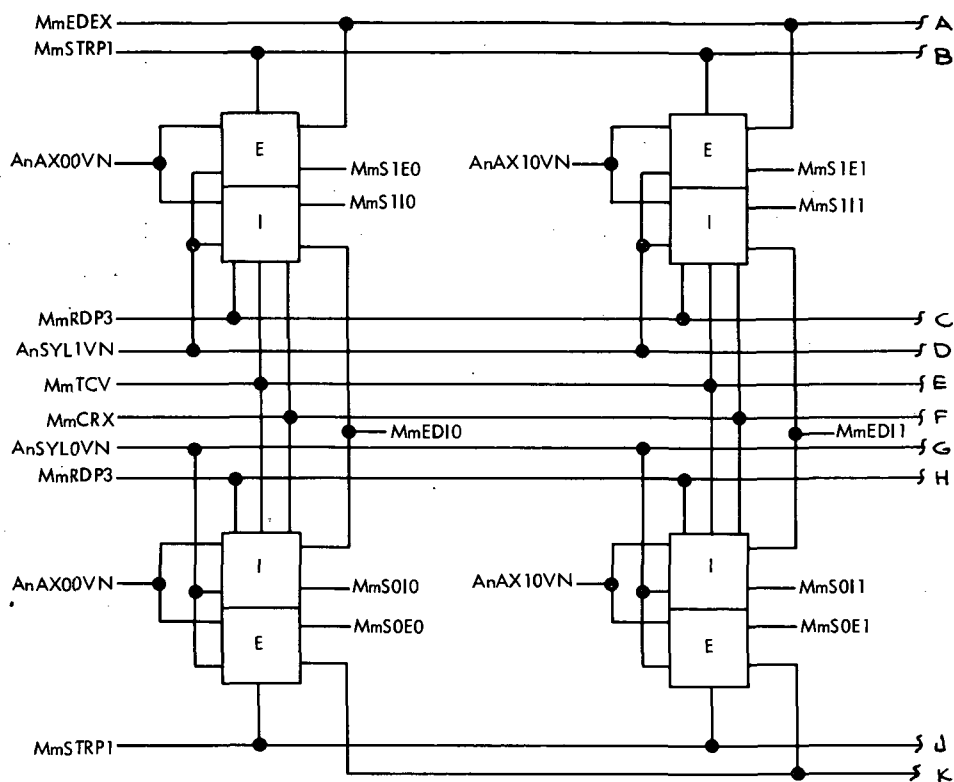 MmEDEX A
MmSTRP1 B
E E
AnAX00VN MmS1E0 AnAX10VN MmS1E1
MmS1I0 MmS1I1
I I
MmRDP3 C
AnSYL1VN D
MmTCV E
MmCRX F
MmEDI0 MmEDI1
AnSYL0VN G
MmRDP3 H
I I
AnAX00VN MmS0I0 AnAX10VN MmS0I1
MmS0E0 MmS0E1
E E
MmSTRP1 J
K